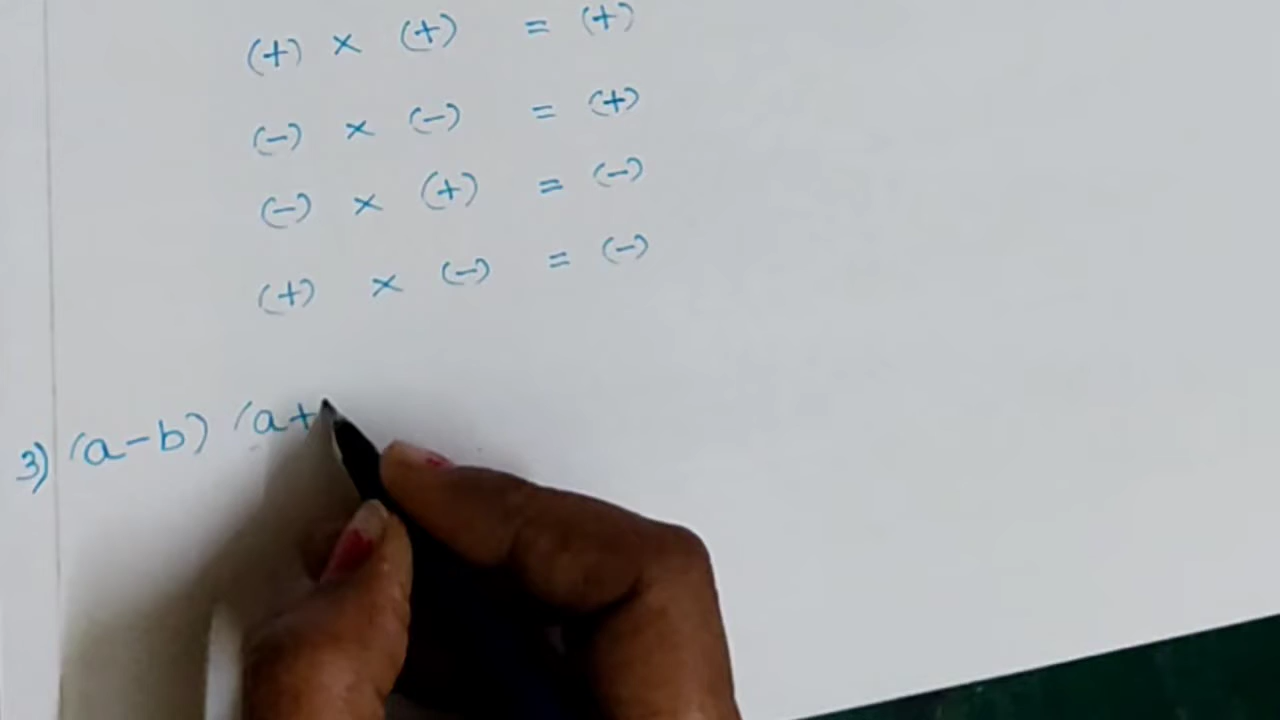 (+) × (+) = (+)
(-) × (-) = (+)
(-) × (+) = (-)
(+) × (-) = (-)
3) (a-b) (a+